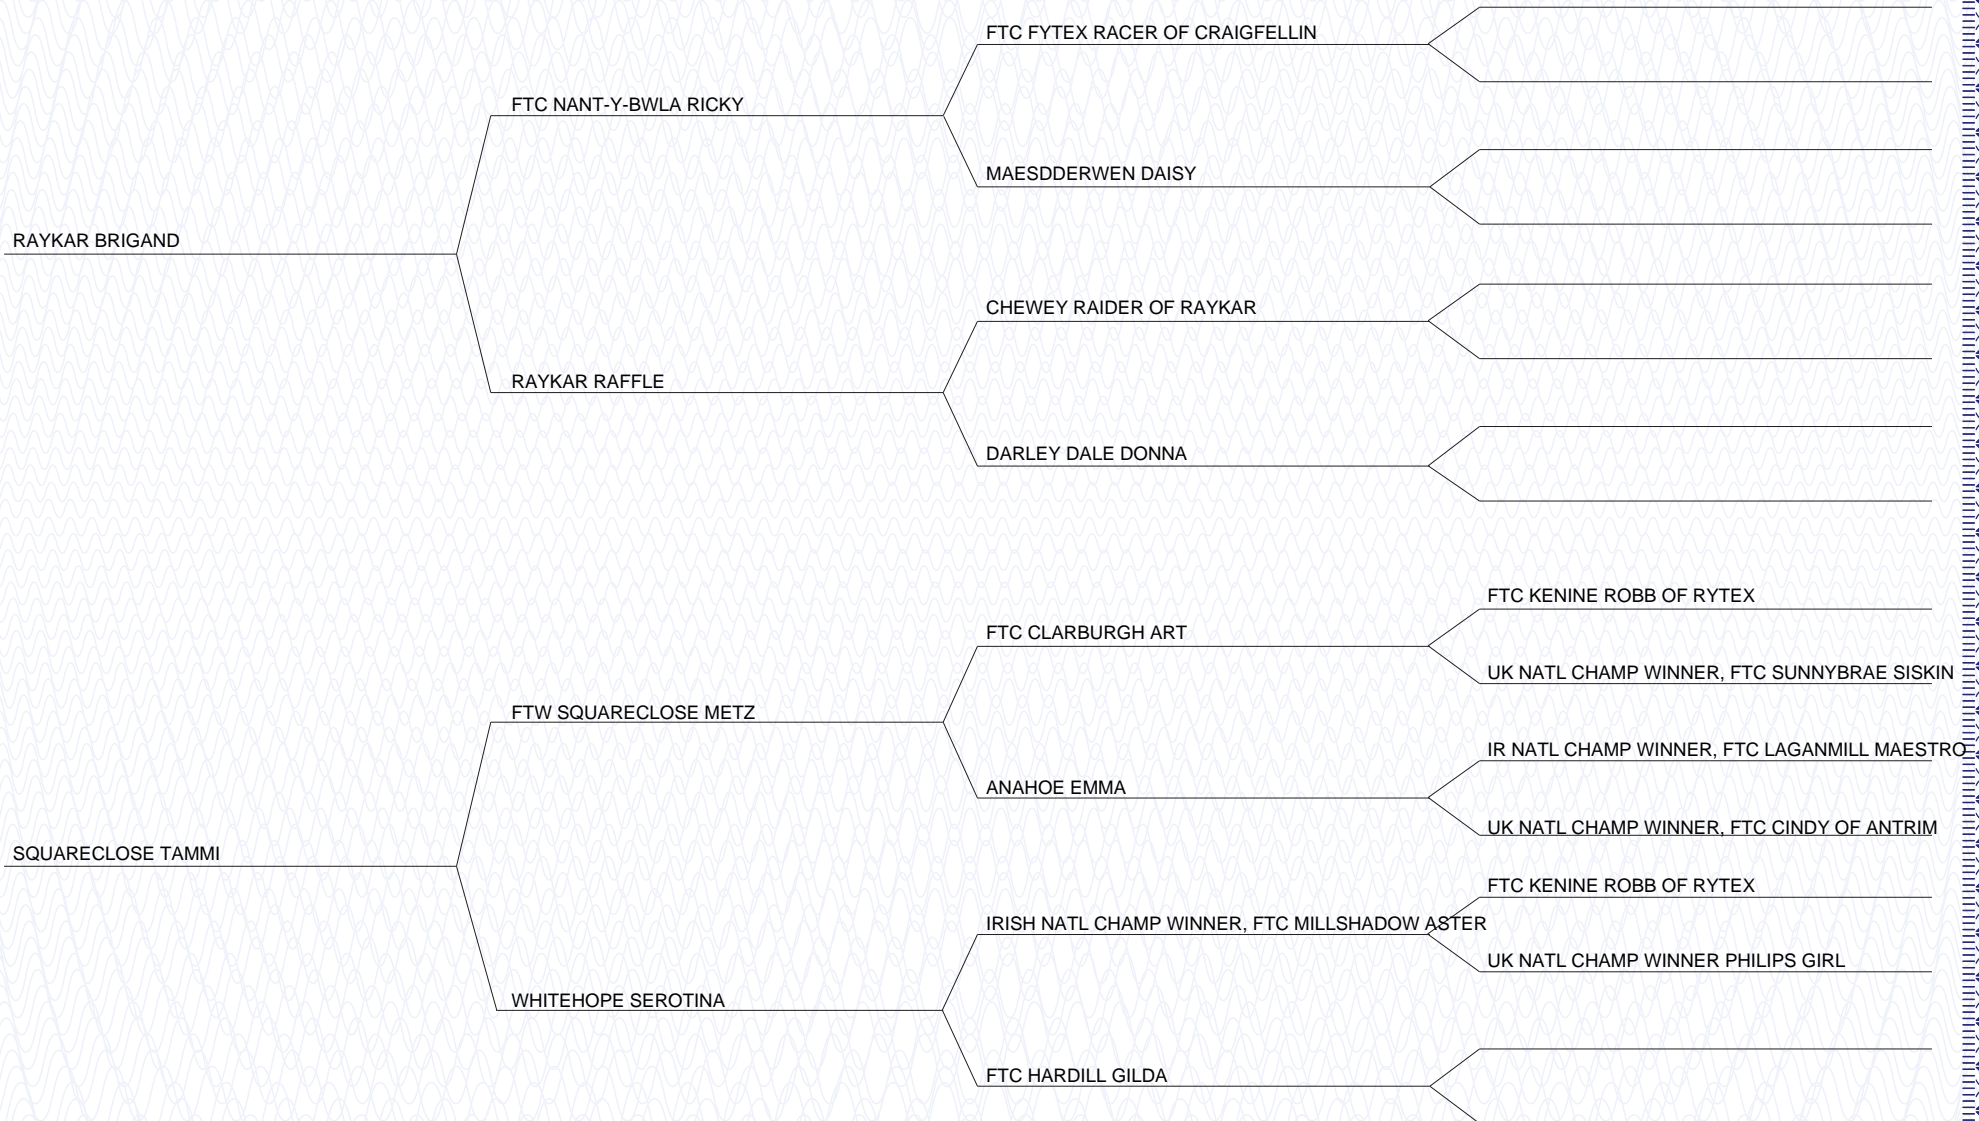 FTC FYTEX RACER OF CRAIGFELLIN
FTC NANT-Y-BWLA RICKY
MAESDDERWEN DAISY
RAYKAR BRIGAND
CHEWEY RAIDER OF RAYKAR
RAYKAR RAFFLE
DARLEY DALE DONNA
FTC KENINE ROBB OF RYTEX
FTC CLARBURGH ART
UK NATL CHAMP WINNER, FTC SUNNYBRAE SISKIN
FTW SQUARECLOSE METZ
IR NATL CHAMP WINNER, FTC LAGANMILL MAESTRO
ANAHOE EMMA
UK NATL CHAMP WINNER, FTC CINDY OF ANTRIM
SQUARECLOSE TAMMI
FTC KENINE ROBB OF RYTEX
IRISH NATL CHAMP WINNER, FTC MILLSHADOW ASTER
UK NATL CHAMP WINNER PHILIPS GIRL
WHITEHOPE SEROTINA
FTC HARDILL GILDA